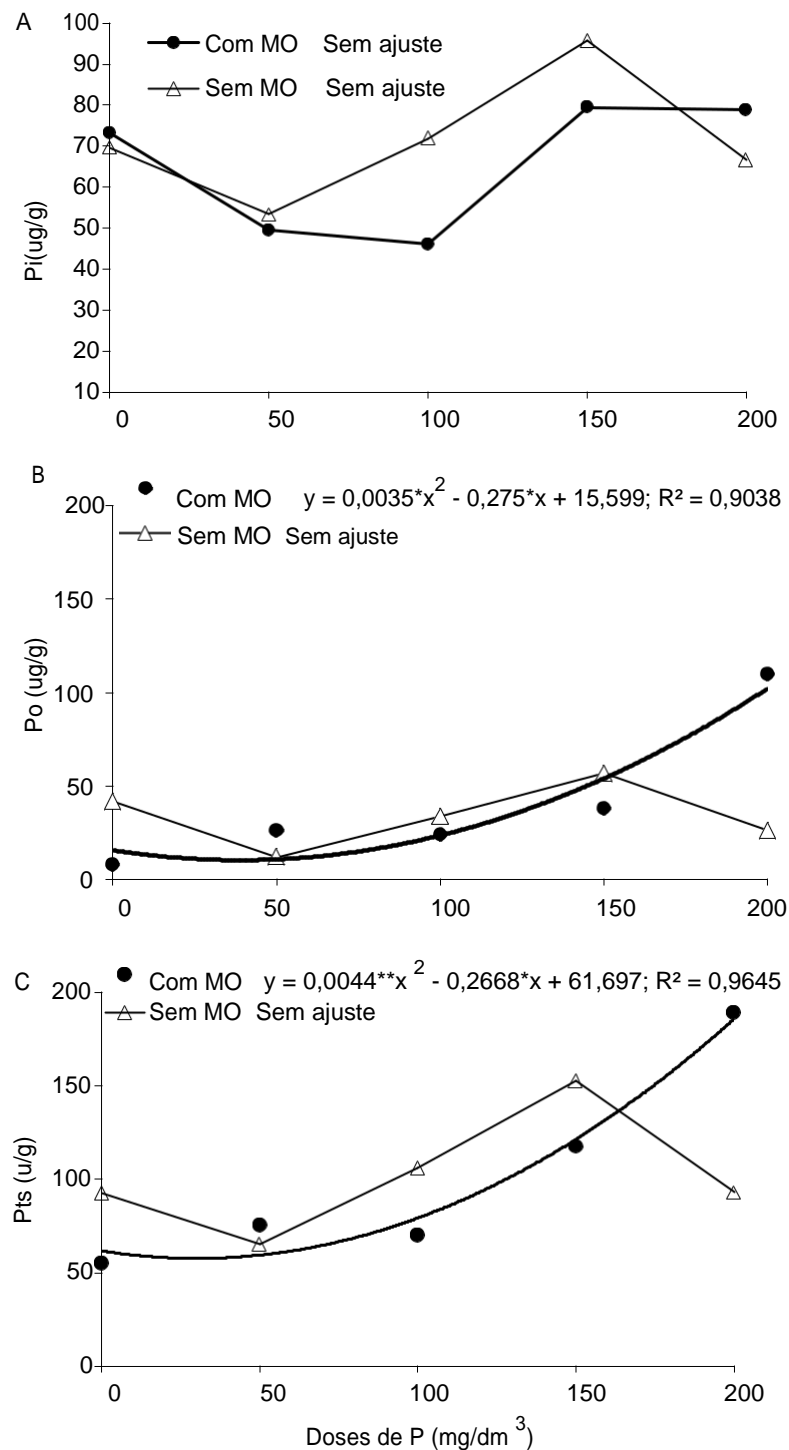 A
Com MO Sem ajuste
Sem MO Sem ajuste
Pi(ug/g)
100
90
80
70
60
50
40
30
20
10
0 50 100 150 200
B
Com MO y = 0,0035*x² - 0,275*x + 15,599; R² = 0,9038
Sem MO Sem ajuste
Po (ug/g)
200
150
100
50
0
0 50 100 150 200
C
Com MO y = 0,0044**x² - 0,2668*x + 61,697; R² = 0,9645
Sem MO Sem ajuste
Pts (u/g)
200
150
100
50
0
0 50 100 150 200
Doses de P (mg/dm³)